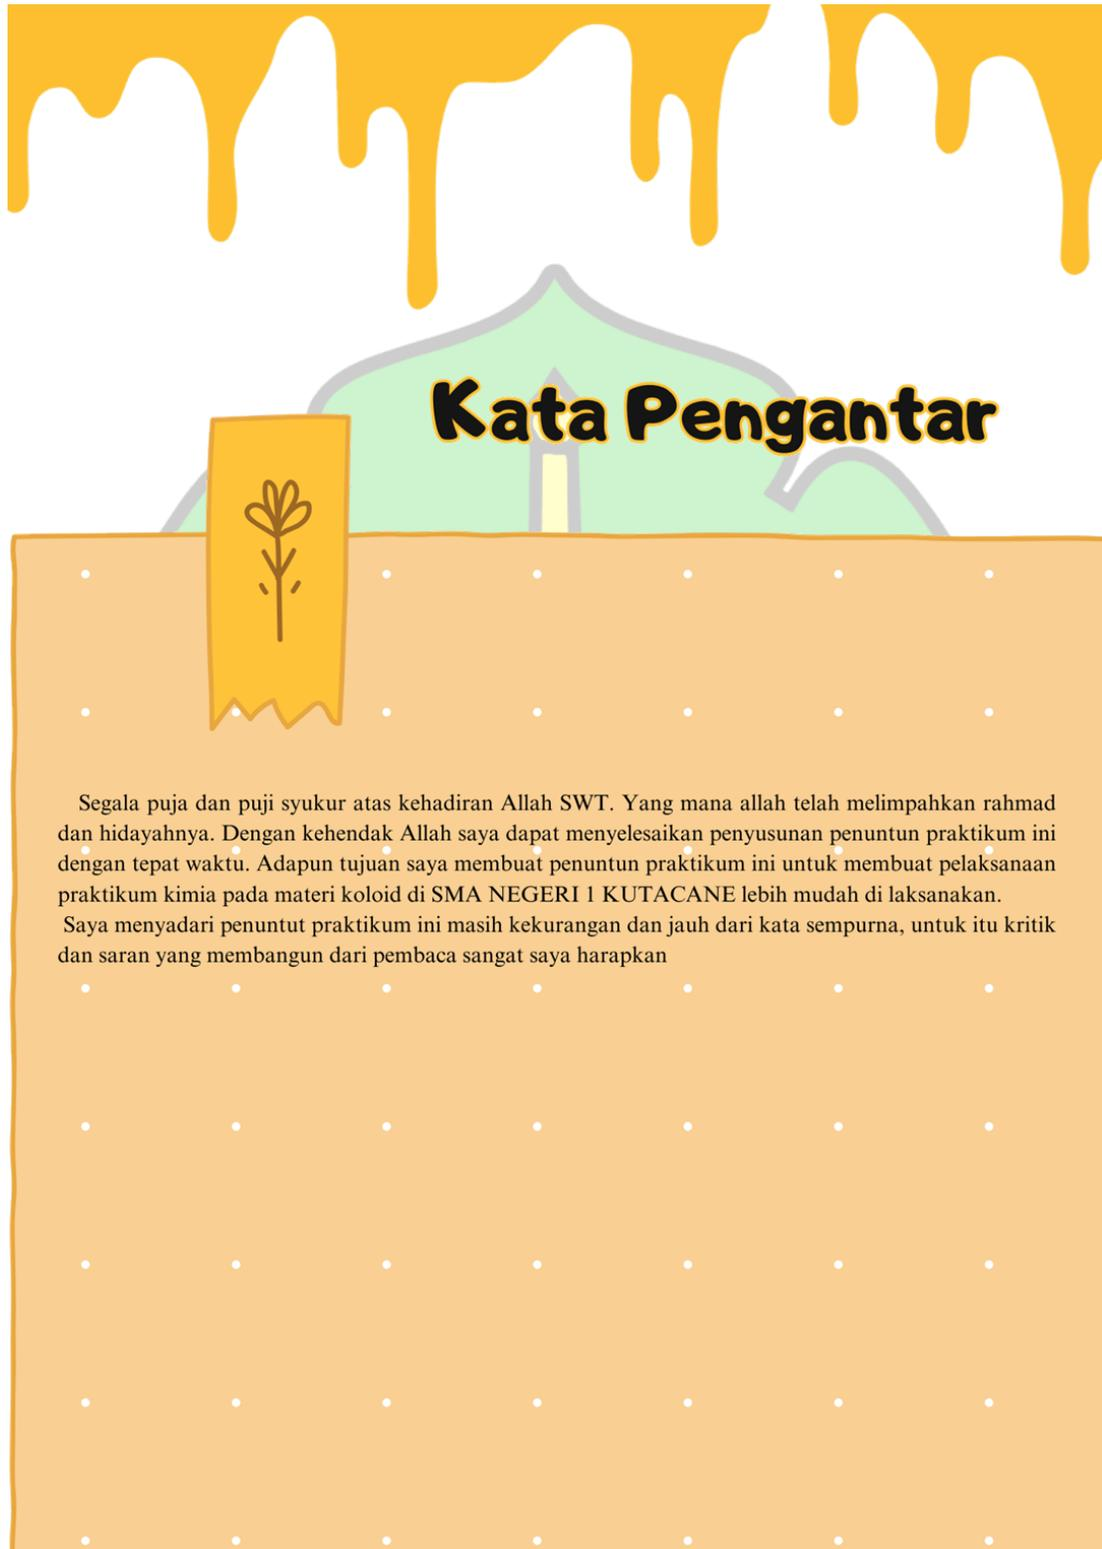 Kata Pengantar
Segala puja dan puji syukur atas kehadiran Allah SWT. Yang mana allah telah melimpahkan rahmad
dan hidayahnya. Dengan kehendak Allah saya dapat menyelesaikan penyusunan penuntun praktikum ini
dengan tepat waktu. Adapun tujuan saya membuat penuntun praktikum ini untuk membuat pelaksanaan
praktikum kimia pada materi koloid di SMA NEGERI 1 KUTACANE lebih mudah di laksanakan.
Saya menyadari penuntut praktikum ini masih kekurangan dan jauh dari kata sempurna, untuk itu kritik
dan saran yang membangun dari pembaca sangat saya harapkan